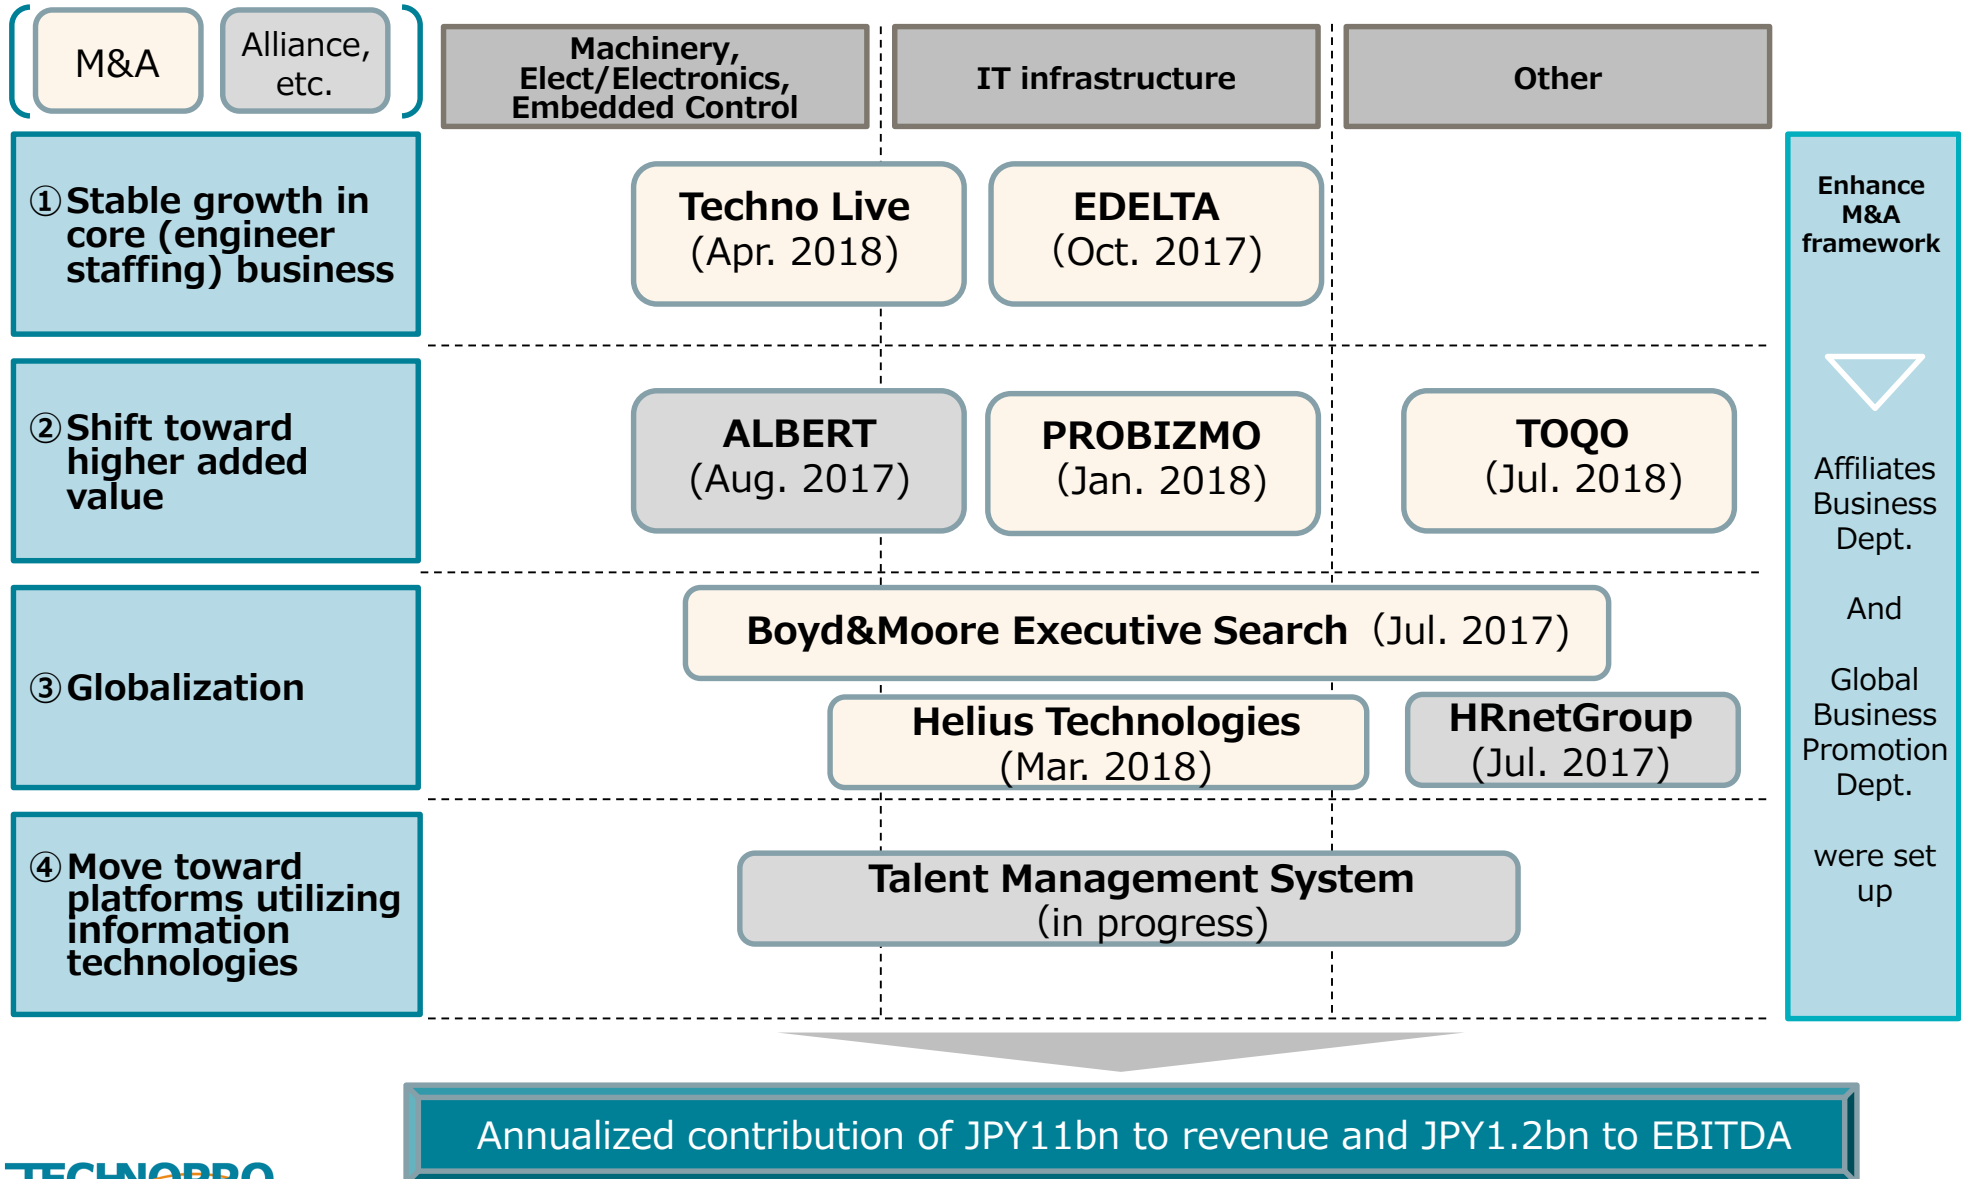 M&A
Alliance,
etc.
Machinery,
Elect/Electronics,
Embedded Control
IT infrastructure
Other
①Stable growth in
core (engineer
staffing) business
Techno Live
(Apr. 2018)
EDELTA
(Oct. 2017)
②Shift toward
higher added
value
ALBERT
(Aug. 2017)
PROBIZMO
(Jan. 2018)
TOQO
(Jul. 2018)
③Globalization
Boyd&Moore Executive Search (Jul. 2017)
Helius Technologies
(Mar. 2018)
HRnetGroup
(Jul. 2017)
④Move toward
platforms utilizing
information
technologies
Talent Management System
(in progress)
Enhance
M&A
framework
Affiliates
Business
Dept.
And
Global
Business
Promotion
Dept.
were set
up
Annualized contribution of JPY11bn to revenue and JPY1.2bn to EBITDA
TECHNOPRO